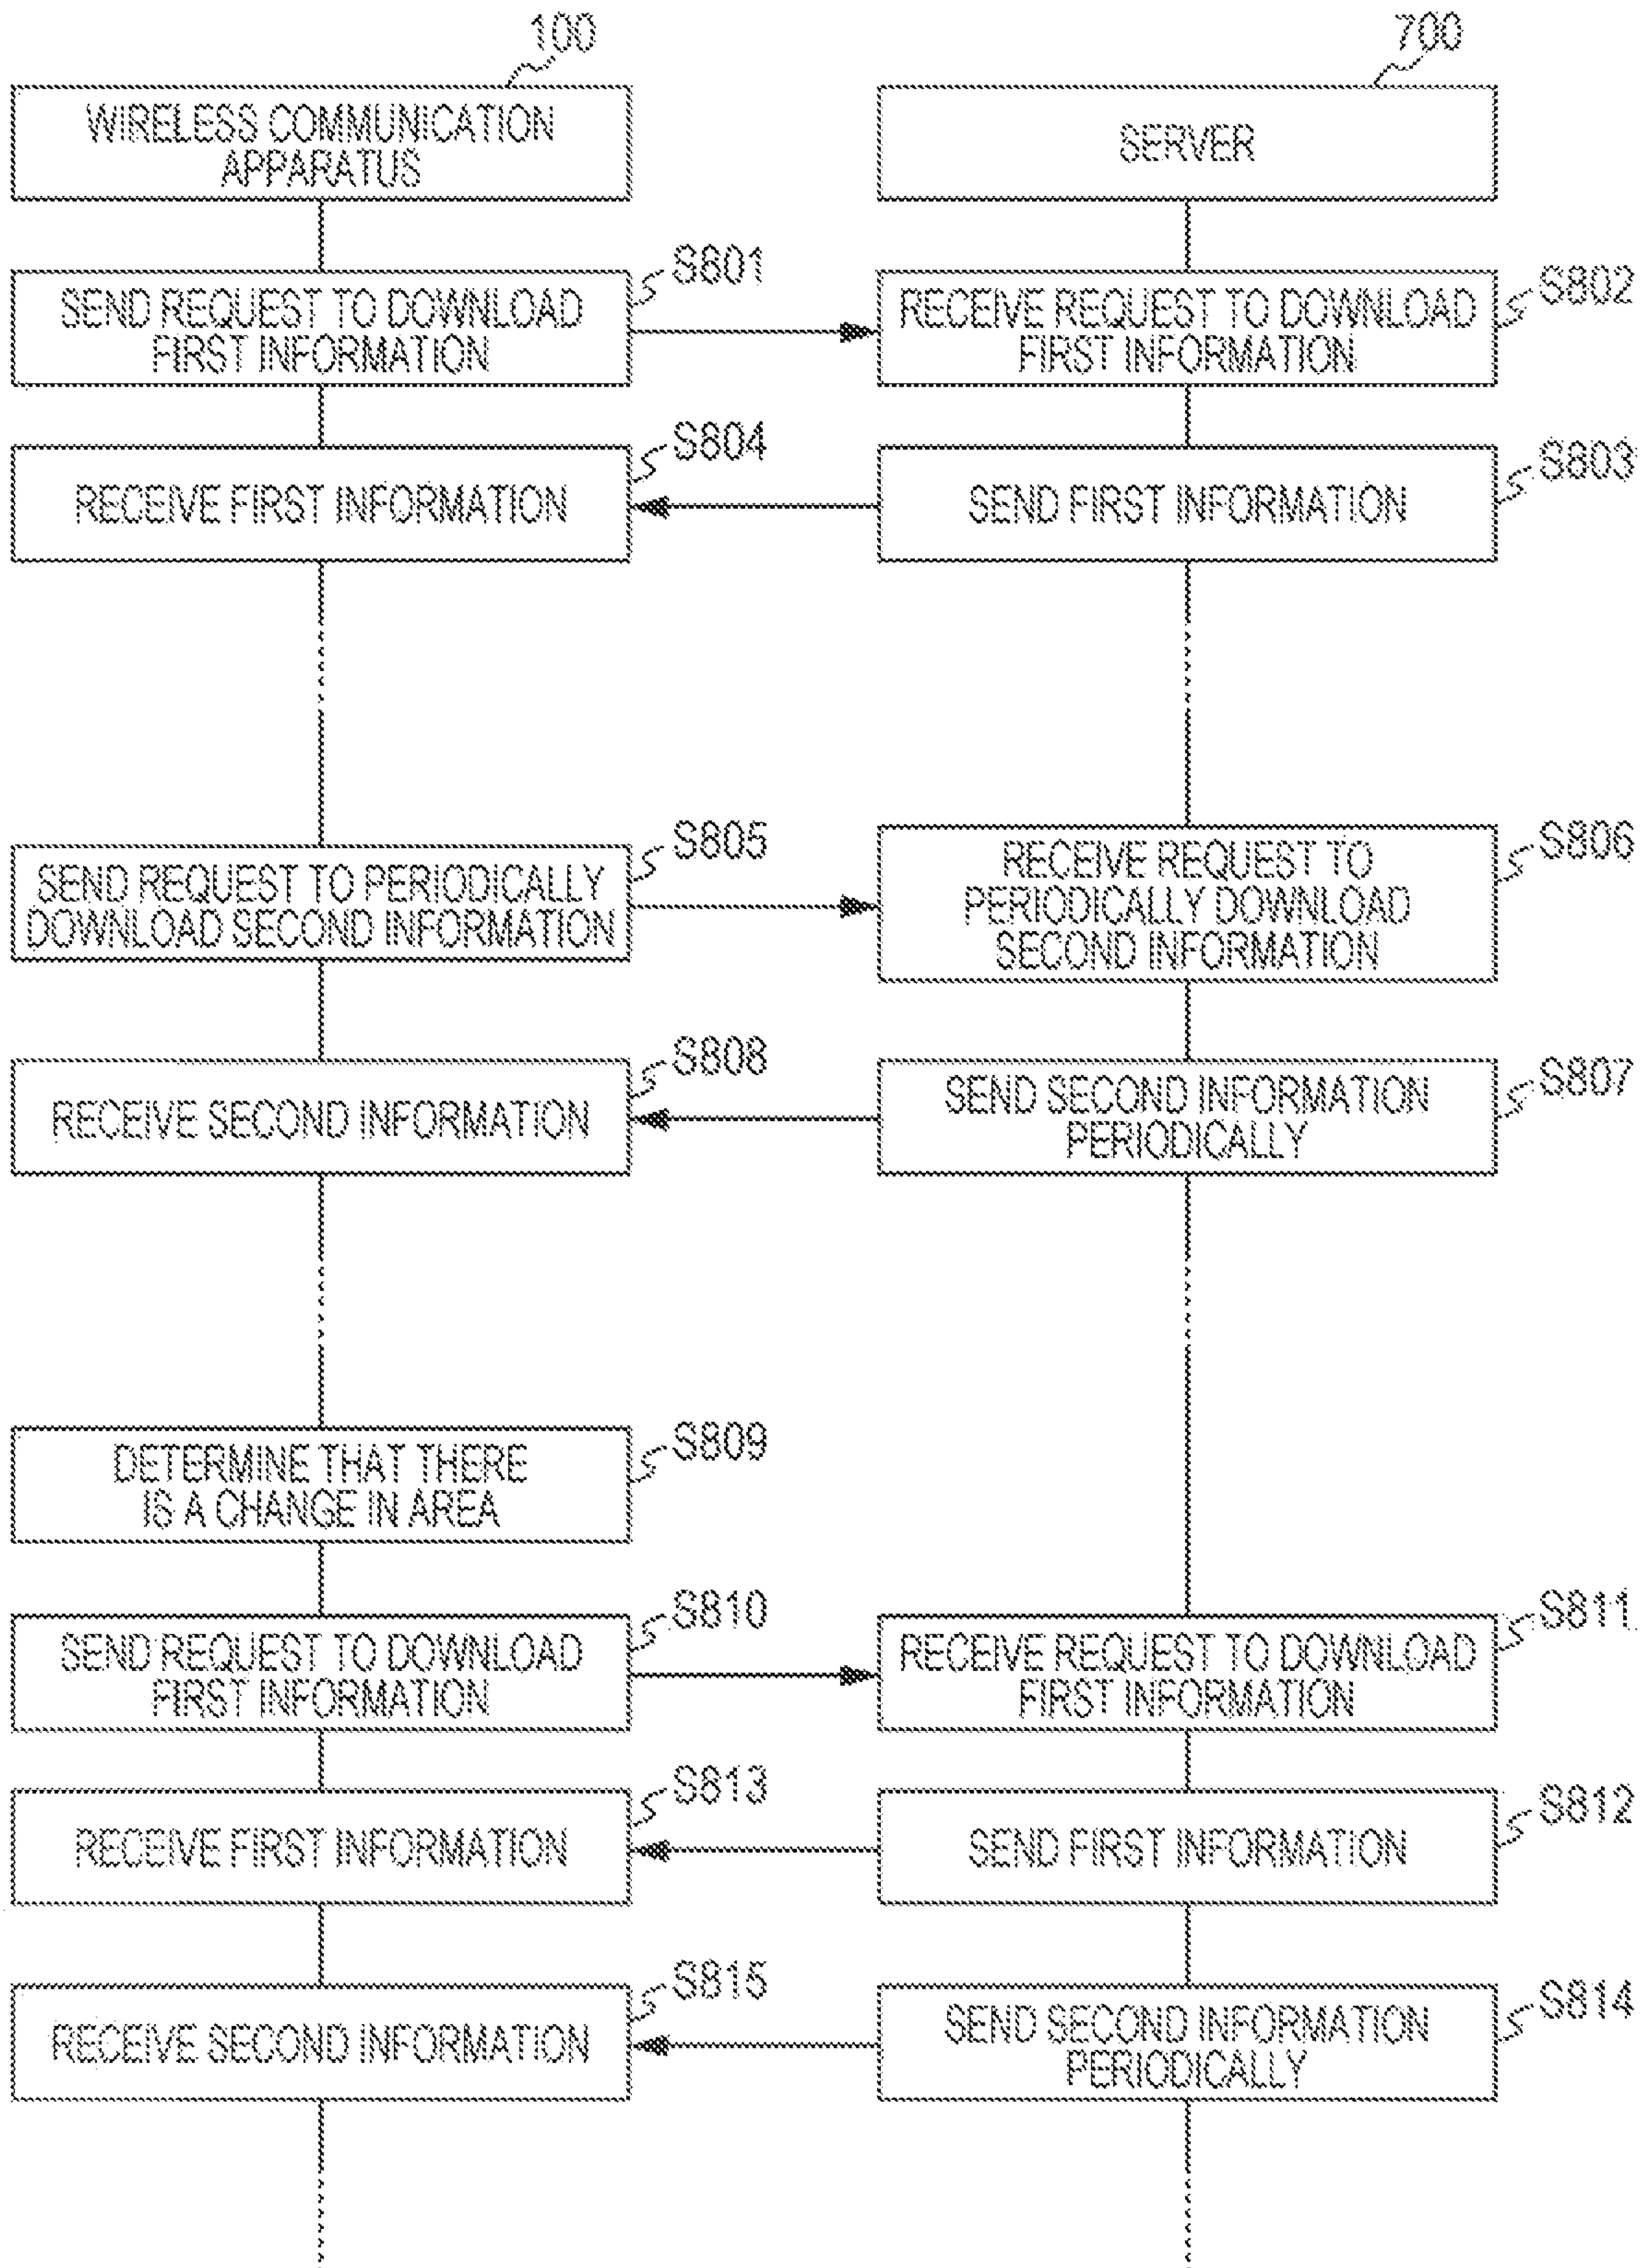 100
700
WIRELESS COMMUNICATION
APPARATUS
SERVER
S801
S802
SEND REQUEST TO DOWNLOAD
FIRST INFORMATION
RECEIVE REQUEST TO DOWNLOAD
FIRST INFORMATION
S804
S803
RECEIVE FIRST INFORMATION
SEND FIRST INFORMATION
S805
S806
SEND REQUEST TO PERIODICALLY
DOWNLOAD SECOND INFORMATION
RECEIVE REQUEST TO
PERIODICALLY DOWNLOAD
SECOND INFORMATION
S808
S807
RECEIVE SECOND INFORMATION
SEND SECOND INFORMATION
PERIODICALLY
S809
DETERMINE THAT THERE
IS A CHANGE IN AREA
S810
S811
SEND REQUEST TO DOWNLOAD
FIRST INFORMATION
RECEIVE REQUEST TO DOWNLOAD
FIRST INFORMATION
S813
S812
RECEIVE FIRST INFORMATION
SEND FIRST INFORMATION
S815
S814
RECEIVE SECOND INFORMATION
SEND SECOND INFORMATION
PERIODICALLY